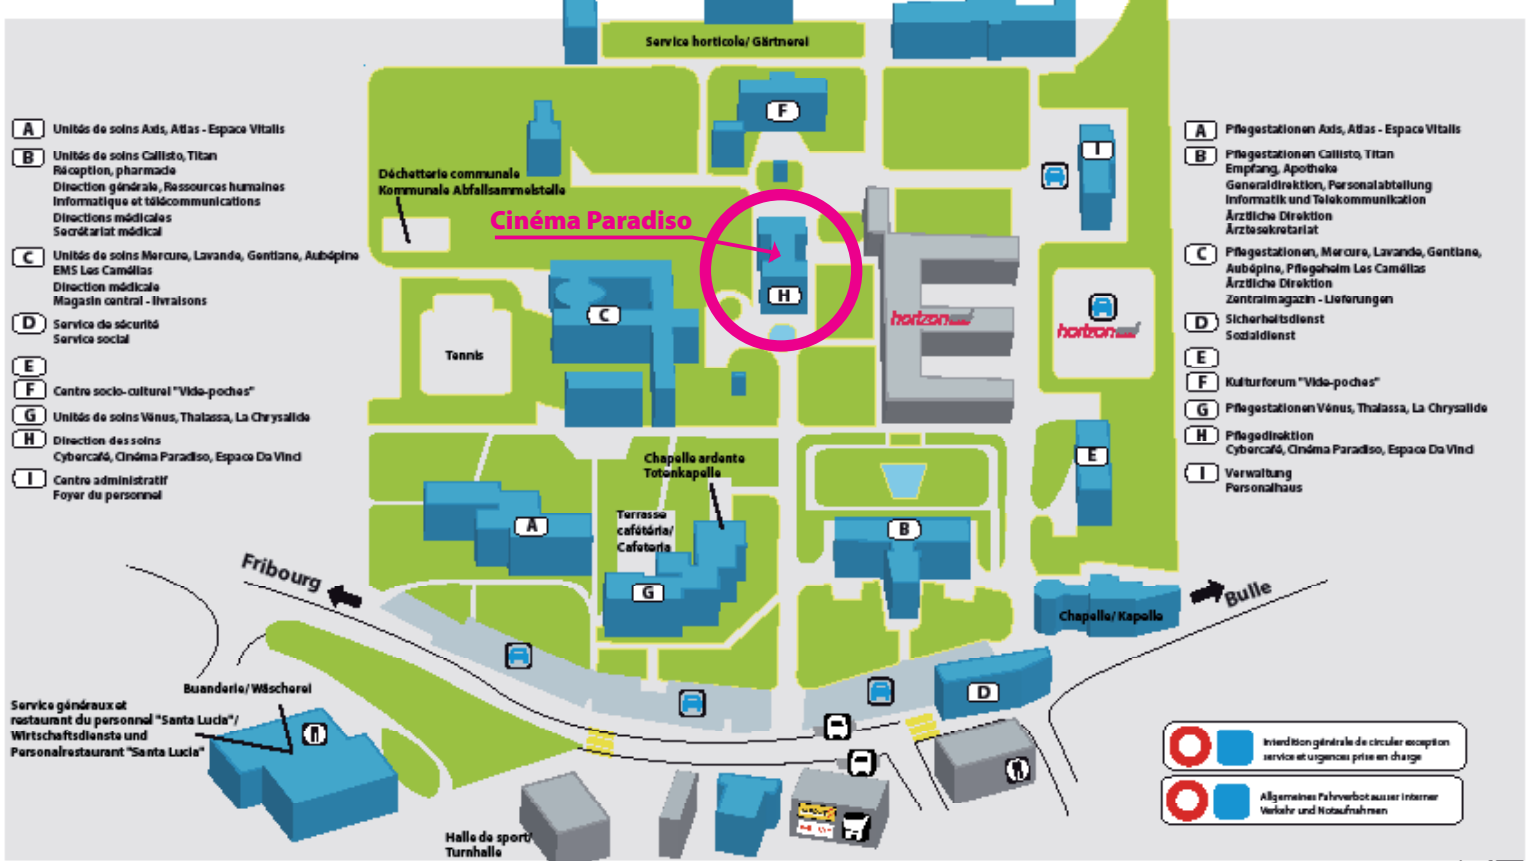 Service horticole/ Gärtnerei
F
I
Déchetterie communale
Kommunale Abfallsammelstelle
Cinéma Paradiso
H
C
horizon
horizon
Tennis
Chapelle ardente
Totenkapelle
E
Terrasse
cafétéria/
Cafeteria
A
B
G
Fribourg
Bulle
Chapelle/ Kapelle
D
Buanderie/ Wäscherei
Service généraux et
restaurant du personnel "Santa Lucia"/
Wirtschaftsdienste und
Personalrestaurant "Santa Lucia"
Halle de sport/
Turnhalle
A Unités de soins Axis, Atlas - Espace Vitalis
B Unités de soins Callisto, Titan
Réception, pharmacie
Direction générale, Ressources humaines
Informatique et télécommunications
Directions médicales
Secrétariat médical
C Unités de soins Mercure, Lavande, Gentiane, Aubépine
EMS Les Camélias
Direction médicale
Magasin central - livraisons
D Service de sécurité
Service social
E
F Centre socio-culturel "Vide-poches"
G Unités de soins Vénus, Thalassa, La Chrysalide
H Direction des soins
Cybercafé, Cinéma Paradiso, Espace Da Vinci
I Centre administratif
Foyer du personnel
A Pflegestationen Axis, Atlas - Espace Vitalis
B Pflegestationen Callisto, Titan
Empfang, Apotheke
Generaldirektion, Personalabteilung
Informatik und Telekommunikation
Ärztliche Direktion
Ärztesekretariat
C Pflegestationen, Mercure, Lavande, Gentiane,
Aubépine, Pflegeheim Les Camélias
Ärztliche Direktion
Zentralmagazin - Lieferungen
D Sicherheitsdienst
Sozialdienst
E
F Kulturforum "Vide-poches"
G Pflegestationen Vénus, Thalassa, La Chrysalide
H Pflegedirektion
Cybercafé, Cinéma Paradiso, Espace Da Vinci
I Verwaltung
Personalhaus
Interdition générale de circuler exception
service et urgences prise en charge
Allgemeines Fahrverbot ausser interner
Verkehr und Notaufnahmen